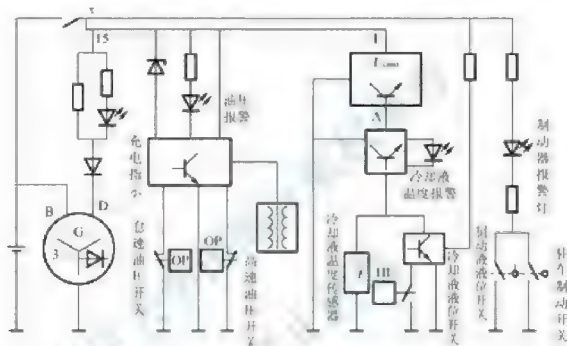 15
油压
报警
充电
指示
B
D
G
3
OP
OP
怠速油压开关
高速油压开关
1
A
冷却液
温度报警
冷却液温度传感器
t
HB
冷却液液位开关
制动液液位开关
制动器报警灯
驻车制动开关